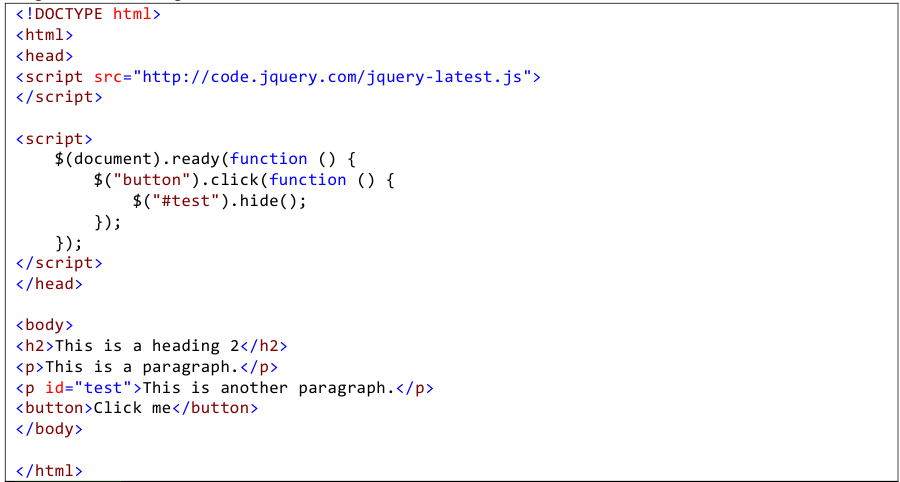 <!DOCTYPE html>
<html>
<head>
<script src="http://code.jquery.com/jquery-latest.js">
</script>

<script>
    $(document).ready(function () {
        $("button").click(function () {
            $("#test").hide();
        });
    });
</script>
</head>

<body>
<h2>This is a heading 2</h2>
<p>This is a paragraph.</p>
<p id="test">This is another paragraph.</p>
<button>Click me</button>
</body>

</html>